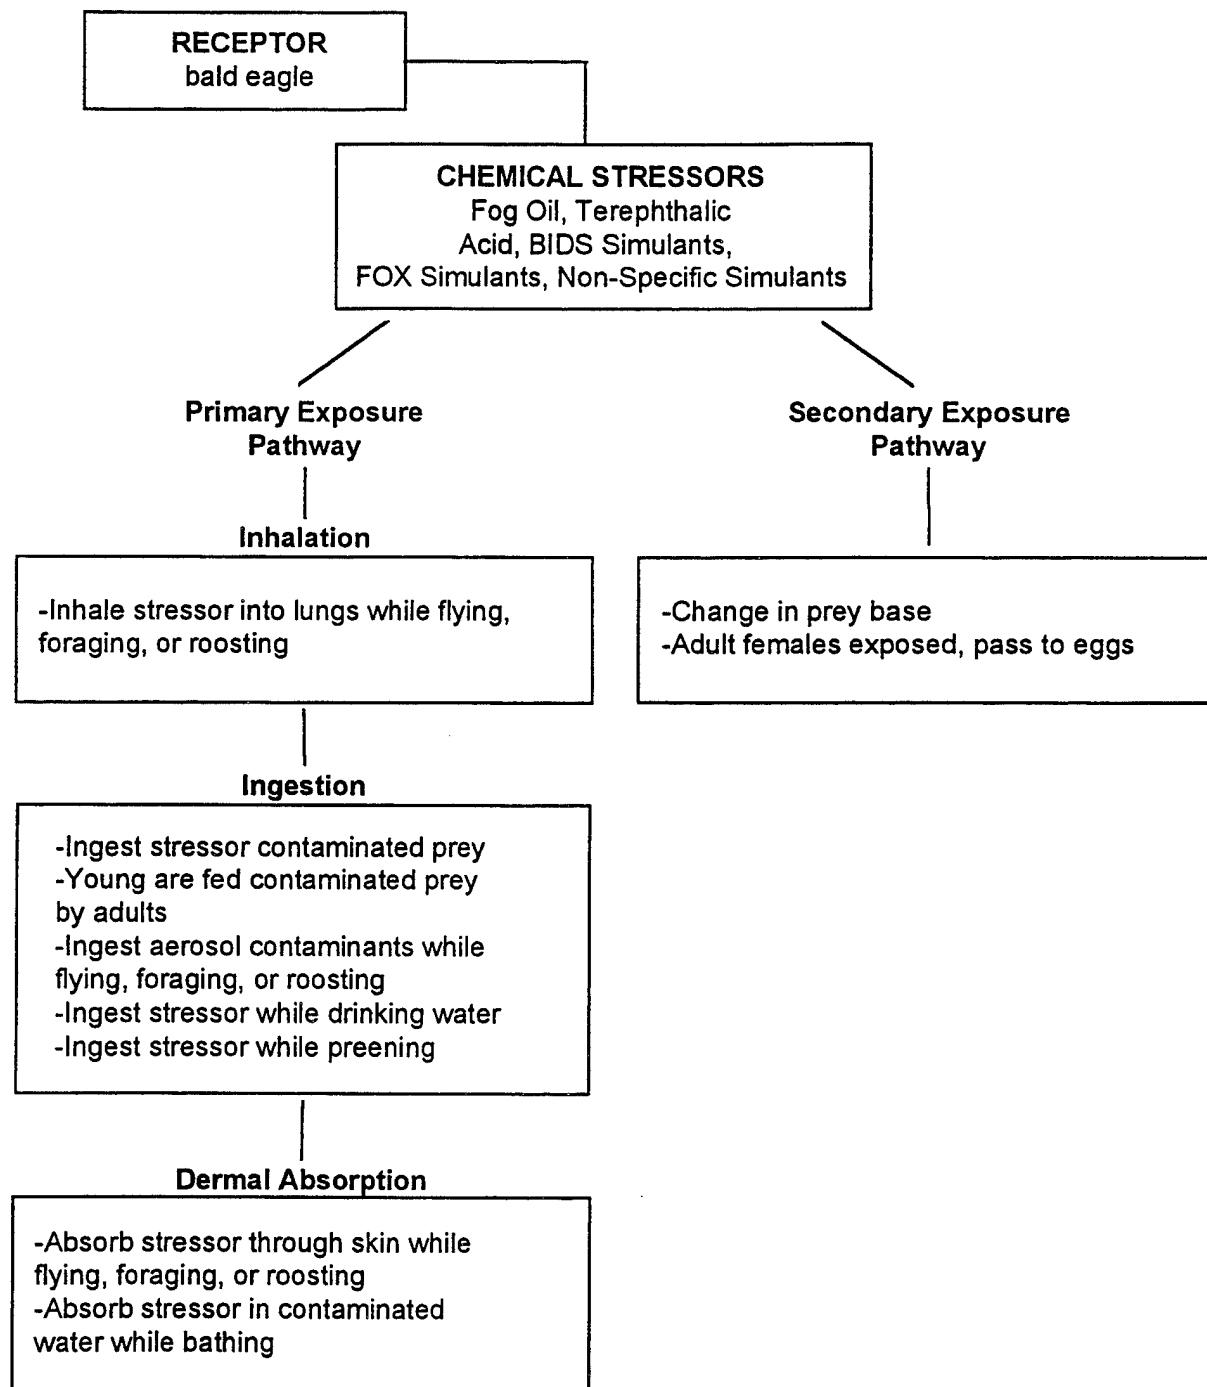 RECEPTOR
bald eagle
CHEMICAL STRESSORS
Fog Oil, Terephthalic
Acid, BIDS Simulants,
FOX Simulants, Non-Specific Simulants
Primary Exposure
Pathway
Secondary Exposure
Pathway
Inhalation
-Inhale stressor into lungs while flying,
foraging, or roosting
-Change in prey base
-Adult females exposed, pass to eggs
Ingestion
-Ingest stressor contaminated prey
-Young are fed contaminated prey
by adults
-Ingest aerosol contaminants while
flying, foraging, or roosting
-Ingest stressor while drinking water
-Ingest stressor while preening
Dermal Absorption
-Absorb stressor through skin while
flying, foraging, or roosting
-Absorb stressor in contaminated
water while bathing